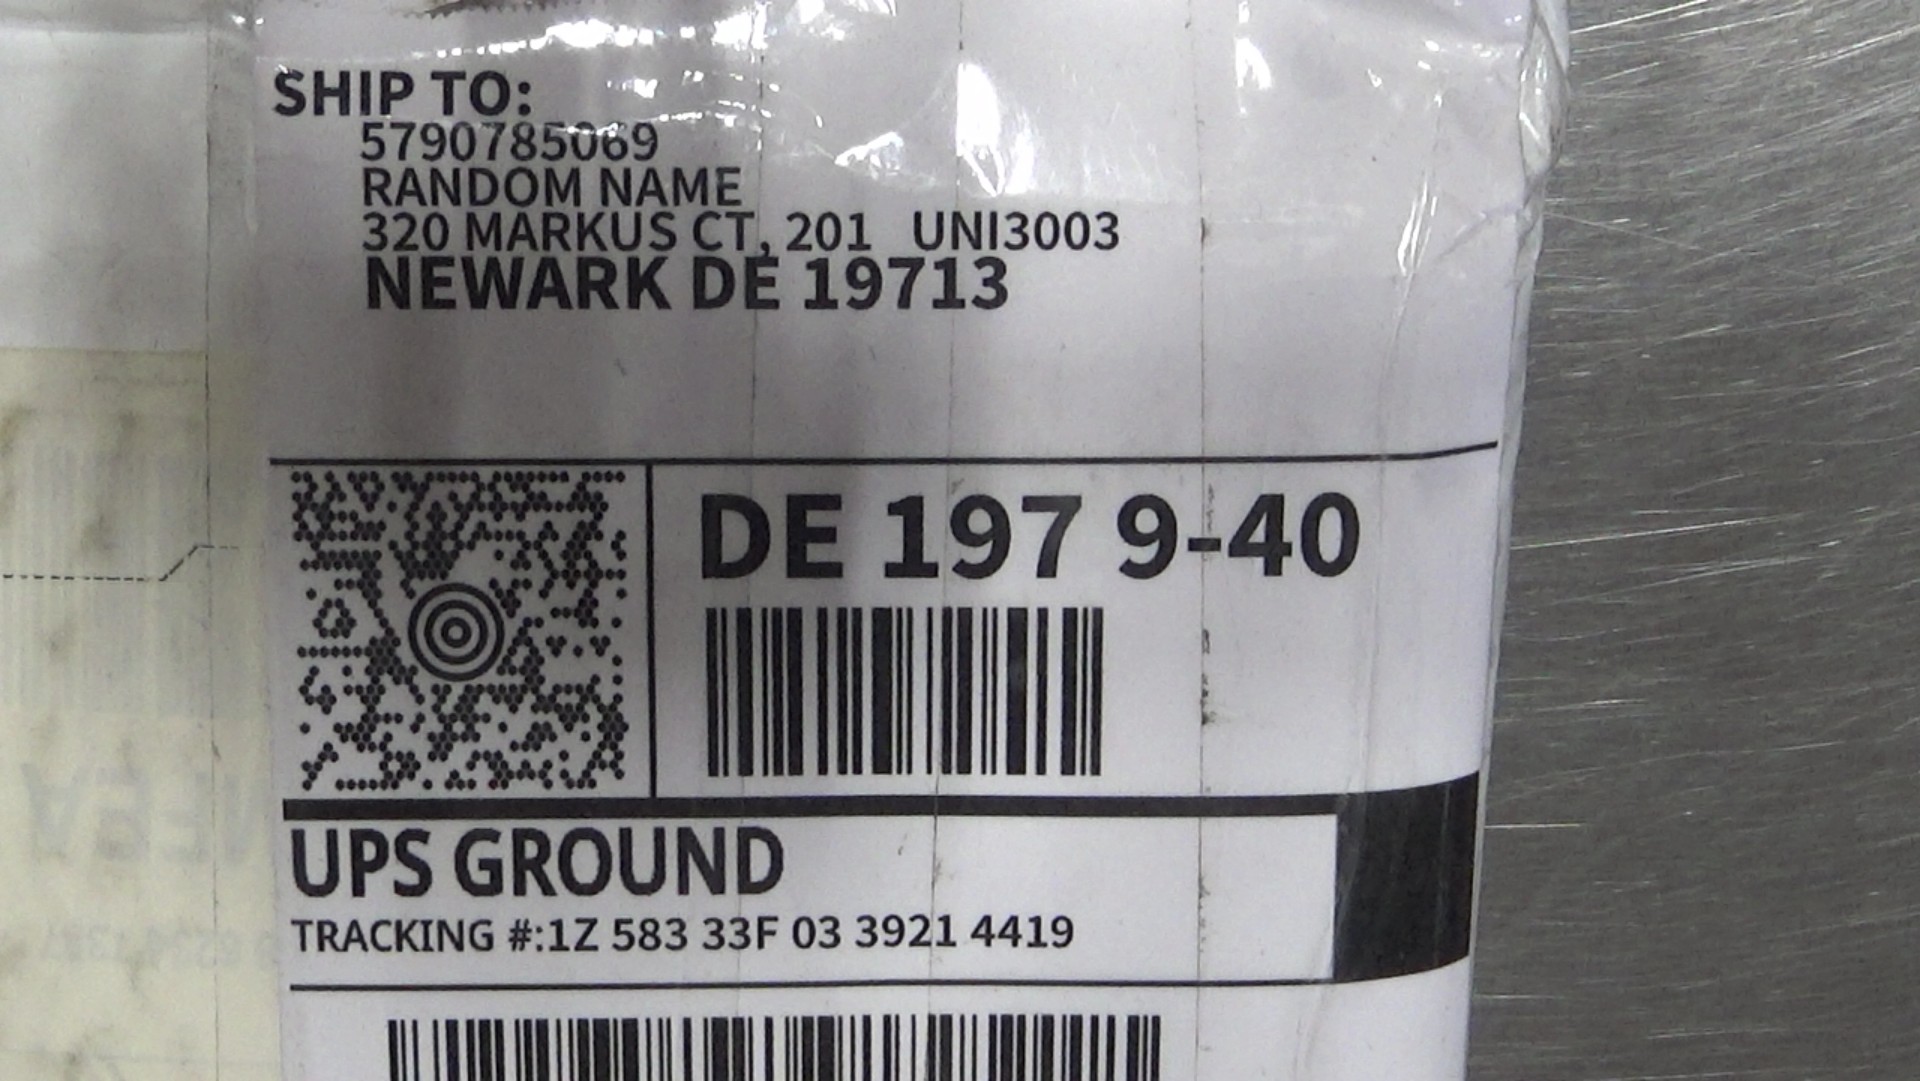 SHIP TO:
5790785069
RANDOM NAME
320 MARKUS CT, 201 UNI3003
NEWARK DE 19713
DE 197 9-40
UPS GROUND
TRACKING #:1Z 583 33F 03 3921 4419